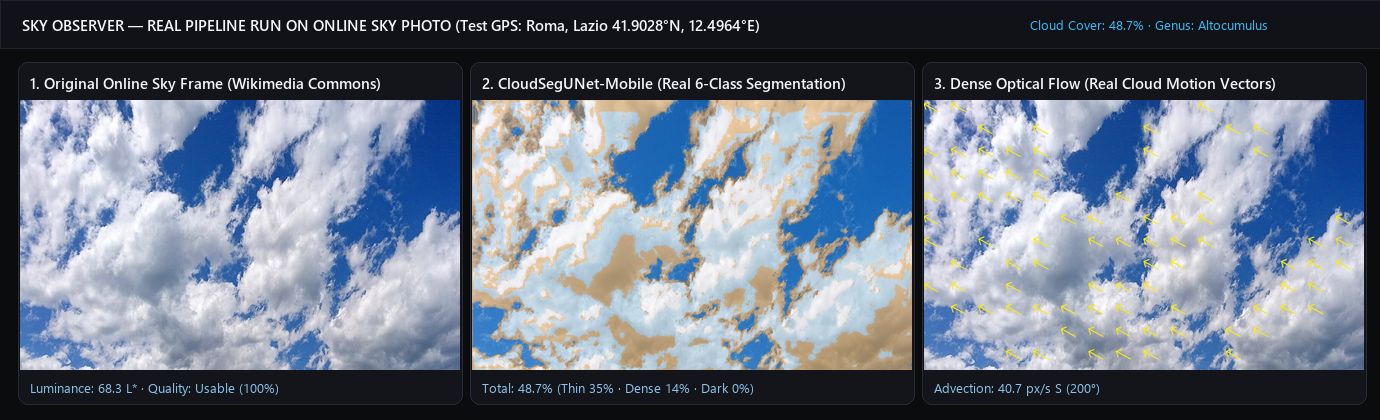 SKY OBSERVER — REAL PIPELINE RUN ON ONLINE SKY PHOTO (Test GPS: Roma, Lazio 41.9028°N, 12.4964°E)
Cloud Cover: 48.7% · Genus: Altocumulus
1. Original Online Sky Frame (Wikimedia Commons)
2. CloudSegUNet-Mobile (Real 6-Class Segmentation)
3. Dense Optical Flow (Real Cloud Motion Vectors)
Luminance: 68.3 L* · Quality: Usable (100%)
Total: 48.7% (Thin 35% · Dense 14% · Dark 0%)
Advection: 40.7 px/s S (200°)